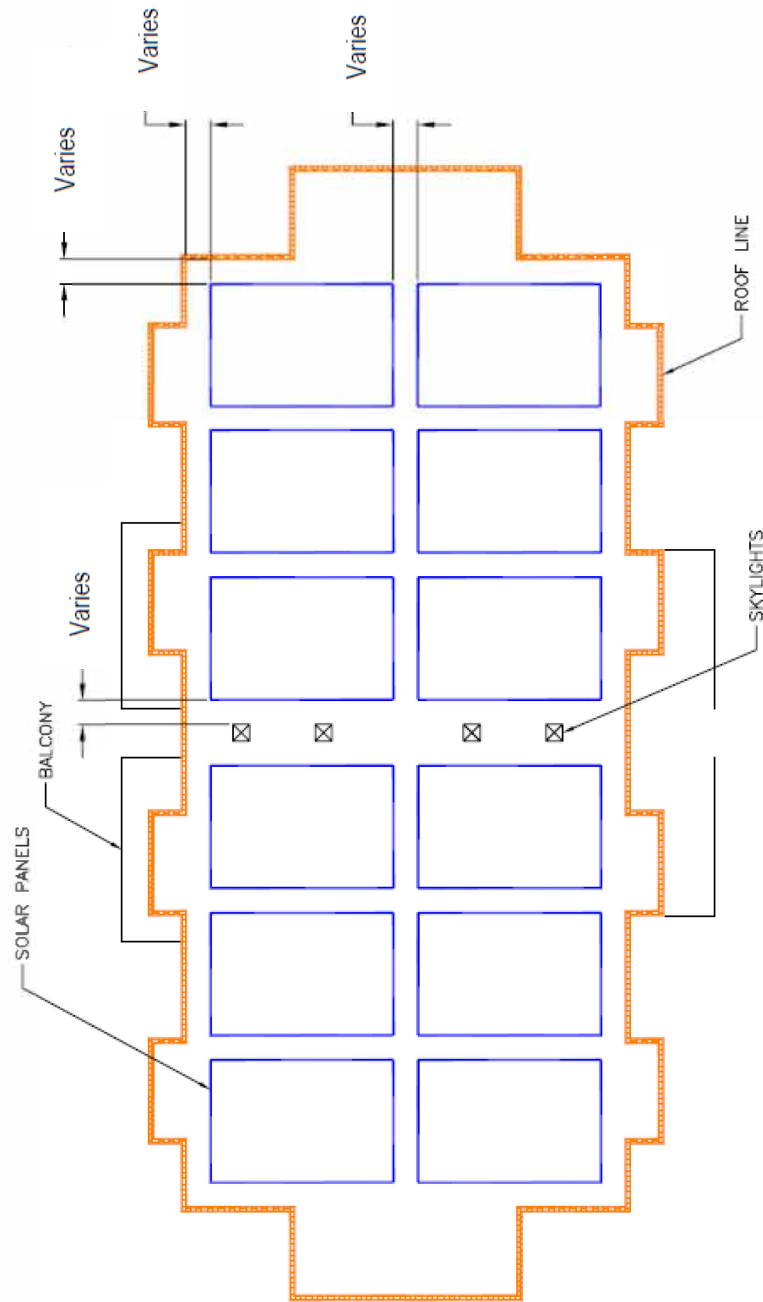 Varies
Varies
Varies
ROOF LINE
Varies
SKYLIGHTS
BALCONY
SOLAR PANELS